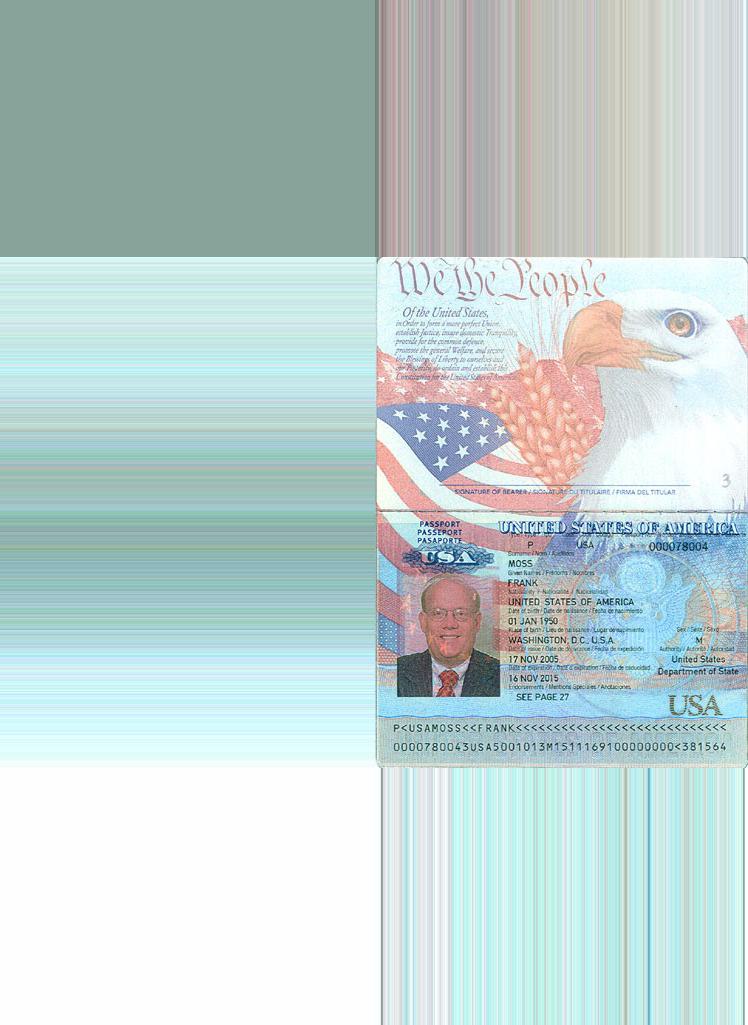 We the People
Of the United States,
in Order to form a more perfect Union,
establish Justice, insure domestic Tranquility,
provide for the common defence,
promote the general Welfare, and secure
the Blessings of Liberty to ourselves and
our Posterity, do ordain and establish this
Constitution for the United States of America.
3
SIGNATURE OF BEARER / SIGNATURE DU TITULAIRE / FIRMA DEL TITULAR
PASSPORT
PASSEPORT
PASAPORTE
USA
UNITED STATES OF AMERICA
P USA 000078004
Surname / Nom / Apellidos
MOSS
Given Names / Prénoms / Nombres
FRANK
Nationality / Nationalité / Nacionalidad
UNITED STATES OF AMERICA
Date of birth / Date de naissance / Fecha de nacimiento
01 JAN 1950
Place of birth / Lieu de naissance / Lugar de nacimiento Sex / Sexe / Sexo
WASHINGTON, D.C., U.S.A. M
Date of issue / Date de délivrance / Fecha de expedición Authority / Autorité / Autoridad
17 NOV 2005 United States
Date of expiration / Date d'expiration / Fecha de caducidad Department of State
16 NOV 2015
Endorsements / Mentions Spéciales / Anotaciones
SEE PAGE 27
USA
P<USAMOSS<<FRANK<<<<<<<<<<<<<<<<<<<<<<<<<<<<
0000780043USA5001013M1511169100000000<381564